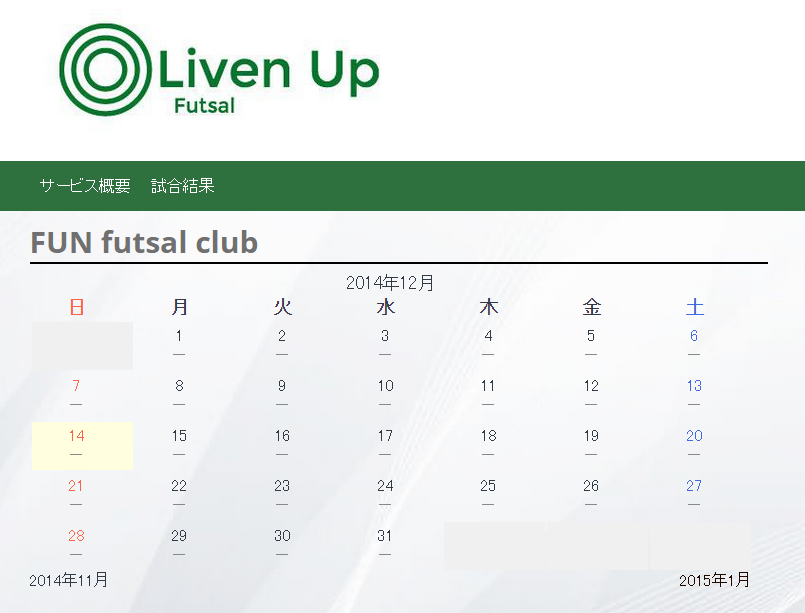 Liven Up
Futsal
サービス概要 試合結果
FUN futsal club
2014年12月
日 月 火 水 木 金 土
1 2 3 4 5 6
— — — — — —
7 8 9 10 11 12 13
— — — — — — —
14 15 16 17 18 19 20
— — — — — — —
21 22 23 24 25 26 27
— — — — — — —
28 29 30 31
— — — —
2014年11月 2015年1月